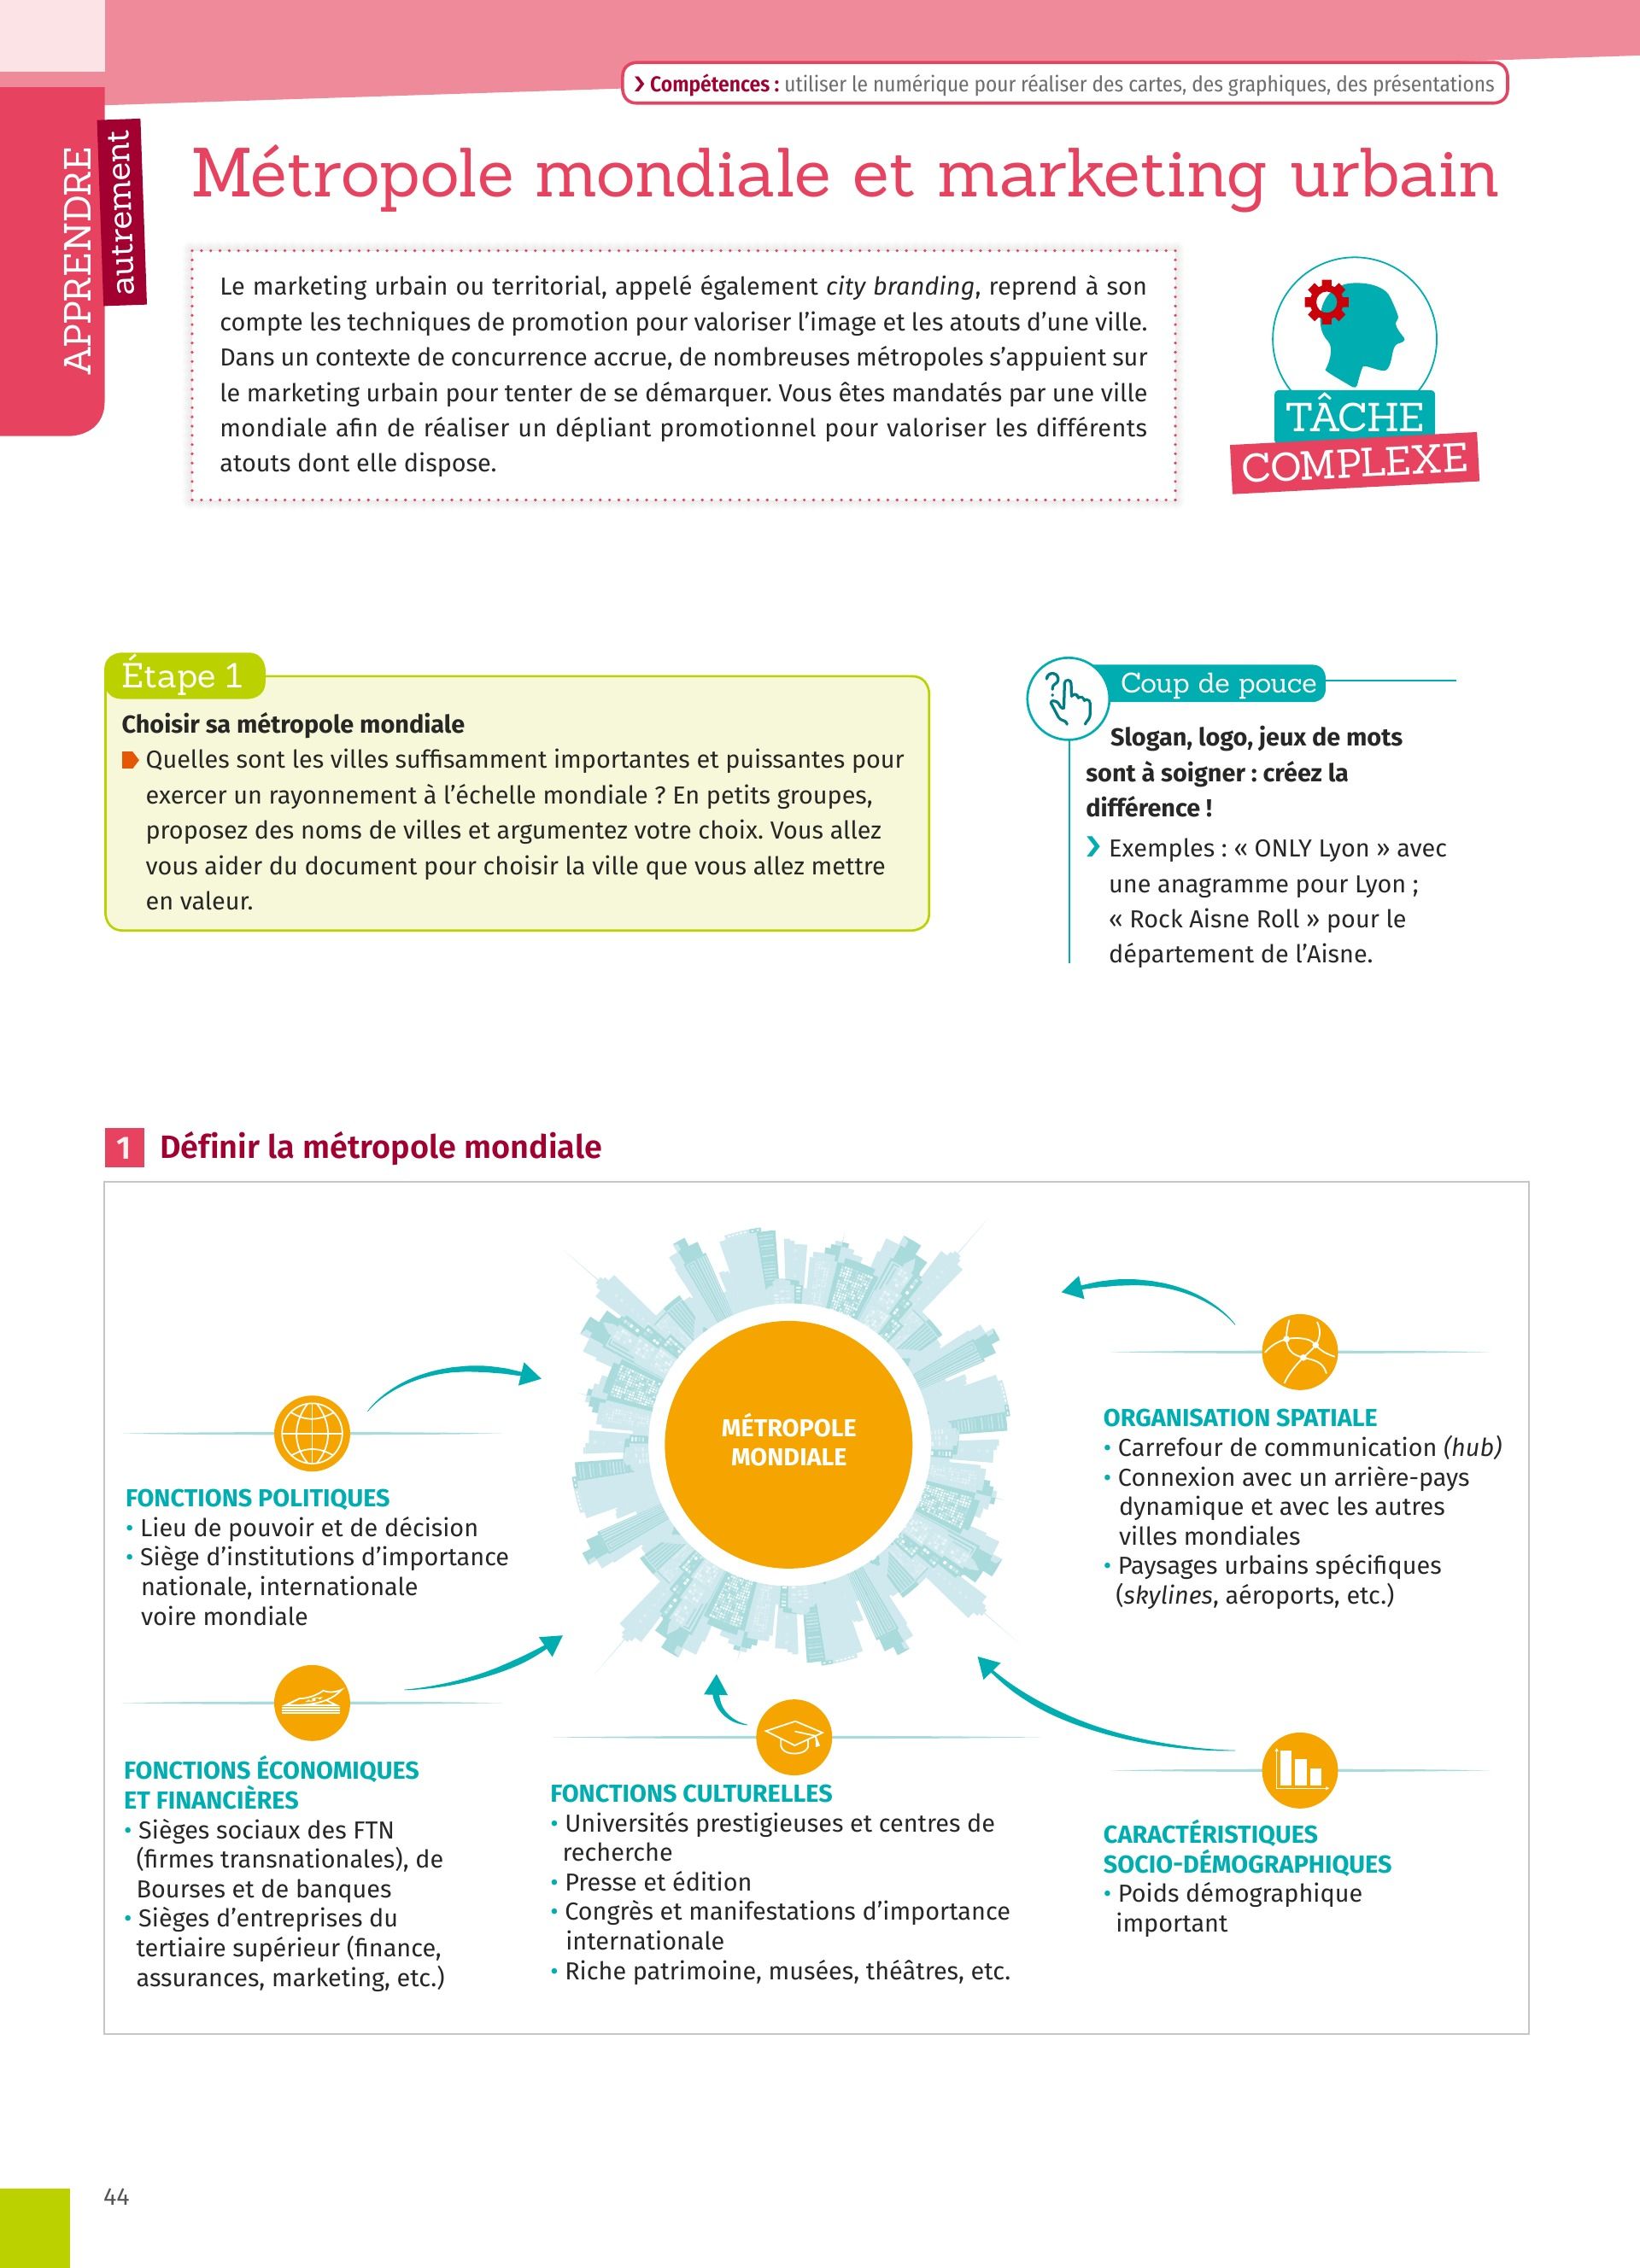 ❯ Compétences : utiliser le numérique pour réaliser des cartes, des graphiques, des présentations
APPRENDRE
autrement
Métropole mondiale et marketing urbain
Le marketing urbain ou territorial, appelé également city branding, reprend à son
compte les techniques de promotion pour valoriser l’image et les atouts d’une ville.
Dans un contexte de concurrence accrue, de nombreuses métropoles s’appuient sur
le marketing urbain pour tenter de se démarquer. Vous êtes mandatés par une ville
mondiale afin de réaliser un dépliant promotionnel pour valoriser les différents
atouts dont elle dispose.
TÂCHE
COMPLEXE
Étape 1
Choisir sa métropole mondiale
Quelles sont les villes suffisamment importantes et puissantes pour
exercer un rayonnement à l’échelle mondiale ? En petits groupes,
proposez des noms de villes et argumentez votre choix. Vous allez
vous aider du document pour choisir la ville que vous allez mettre
en valeur.
Coup de pouce
Slogan, logo, jeux de mots
sont à soigner : créez la
différence !
❯ Exemples : « ONLY Lyon » avec
une anagramme pour Lyon ;
« Rock Aisne Roll » pour le
département de l’Aisne.
1 Définir la métropole mondiale
MÉTROPOLE
MONDIALE
FONCTIONS POLITIQUES
• Lieu de pouvoir et de décision
• Siège d’institutions d’importance
nationale, internationale
voire mondiale
FONCTIONS ÉCONOMIQUES
ET FINANCIÈRES
• Sièges sociaux des FTN
(firmes transnationales), de
Bourses et de banques
• Sièges d’entreprises du
tertiaire supérieur (finance,
assurances, marketing, etc.)
FONCTIONS CULTURELLES
• Universités prestigieuses et centres de
recherche
• Presse et édition
• Congrès et manifestations d’importance
internationale
• Riche patrimoine, musées, théâtres, etc.
ORGANISATION SPATIALE
• Carrefour de communication (hub)
• Connexion avec un arrière-pays
dynamique et avec les autres
villes mondiales
• Paysages urbains spécifiques
(skylines, aéroports, etc.)
CARACTÉRISTIQUES
SOCIO-DÉMOGRAPHIQUES
• Poids démographique
important
44